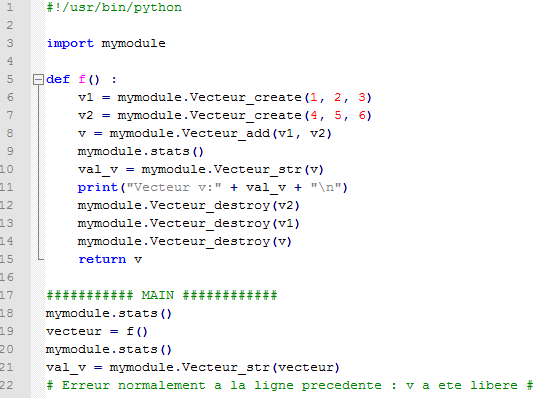 1 #!/usr/bin/python
2
3 import mymodule
4
5 def f() :
6 v1 = mymodule.Vecteur_create(1, 2, 3)
7 v2 = mymodule.Vecteur_create(4, 5, 6)
8 v = mymodule.Vecteur_add(v1, v2)
9 mymodule.stats()
10 val_v = mymodule.Vecteur_str(v)
11 print("Vecteur v:" + val_v + "\n")
12 mymodule.Vecteur_destroy(v2)
13 mymodule.Vecteur_destroy(v1)
14 mymodule.Vecteur_destroy(v)
15 return v
16
17 ########### MAIN ############
18 mymodule.stats()
19 vecteur = f()
20 mymodule.stats()
21 val_v = mymodule.Vecteur_str(vecteur)
22 # Erreur normalement a la ligne precedente : v a ete libere #